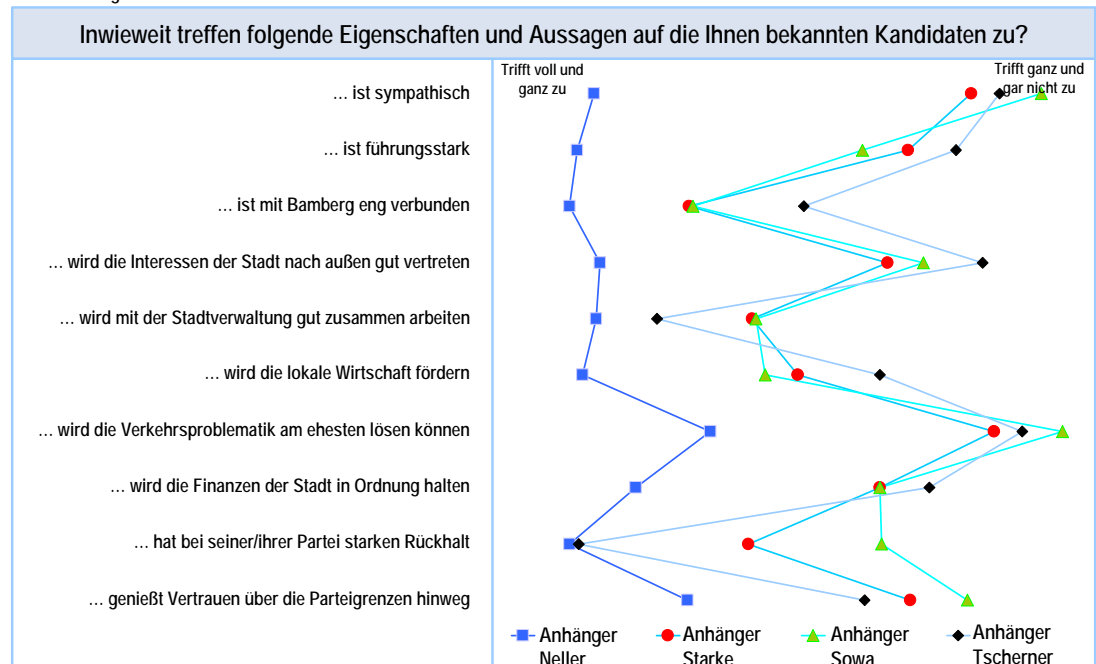 Inwieweit treffen folgende Eigenschaften und Aussagen auf die Ihnen bekannten Kandidaten zu?
Trifft voll und
ganz zu
Trifft ganz und
gar nicht zu
... ist sympathisch
... ist führungsstark
... ist mit Bamberg eng verbunden
... wird die Interessen der Stadt nach außen gut vertreten
... wird mit der Stadtverwaltung gut zusammen arbeiten
... wird die lokale Wirtschaft fördern
... wird die Verkehrsproblematik am ehesten lösen können
... wird die Finanzen der Stadt in Ordnung halten
... hat bei seiner/ihrer Partei starken Rückhalt
... genießt Vertrauen über die Parteigrenzen hinweg
Anhänger
Neller
Anhänger
Starke
Anhänger
Sowa
Anhänger
Tscherner